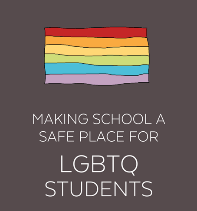 MAKING SCHOOL A
SAFE PLACE FOR
LGBTQ
STUDENTS